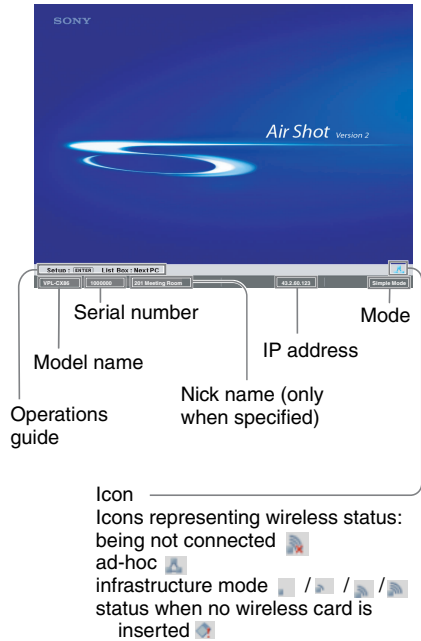 SONY
Air Shot Version 2
Setup : ENTER List Box : Next PC
VPL-CX86 1000000 201 Meeting Room 43.2.60.123 Simple Mode
Serial number
Mode
IP address
Model name
Nick name (only
when specified)
Operations
guide
Icon
Icons representing wireless status:
being not connected
ad-hoc
infrastructure mode / / /
status when no wireless card is
inserted